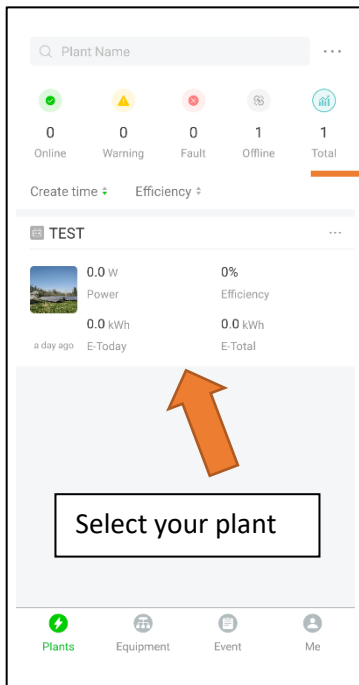 Plant Name
0 0 0 1 1
Online Warning Fault Offline Total
Create time Efficiency
TEST
0.0 W 0%
Power Efficiency
0.0 kWh 0.0 kWh
a day ago E-Today E-Total
Select your plant
Plants Equipment Event Me